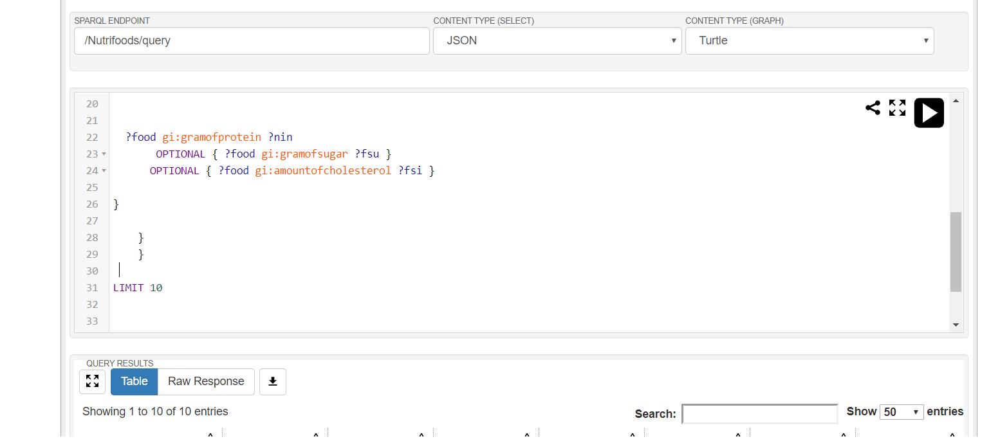 SPARQL ENDPOINT CONTENT TYPE (SELECT) CONTENT TYPE (GRAPH)
/Nutrifoods/query JSON Turtle
20
21
22 ?food gi:gramofprotein ?nin
23 OPTIONAL { ?food gi:gramofsugar ?fsu }
24 OPTIONAL { ?food gi:amountofcholesterol ?fsi }
25
26 }
27
28 }
29 }
30
31 LIMIT 10
32
33
QUERY RESULTS
Table Raw Response
Showing 1 to 10 of 10 entries Search: Show 50 entries